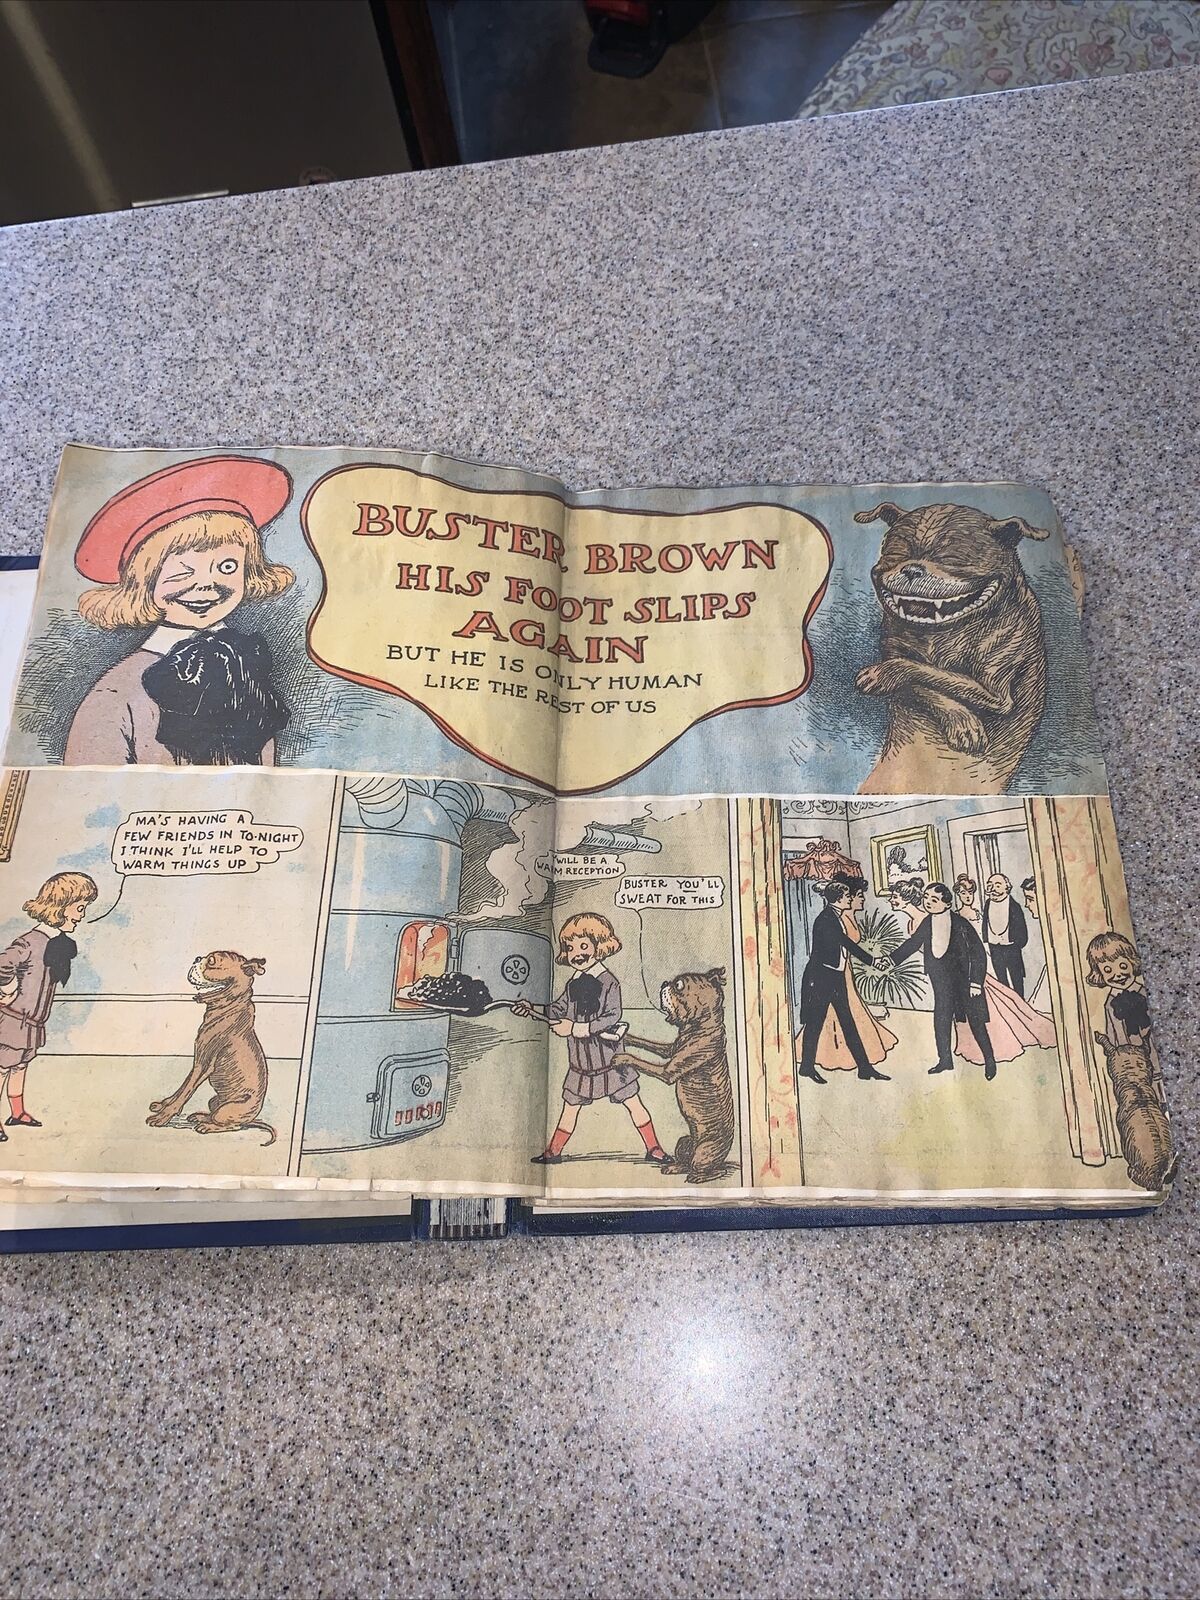 BUSTER BROWN
HIS FOOT SLIPS
AGAIN
BUT HE IS ONLY HUMAN
LIKE THE REST OF US
MA'S HAVING A
FEW FRIENDS IN TO-NIGHT
I THINK I'LL HELP TO
WARM THINGS UP
WILL BE A
WARM RECEPTION
BUSTER YOU'LL
SWEAT FOR THIS